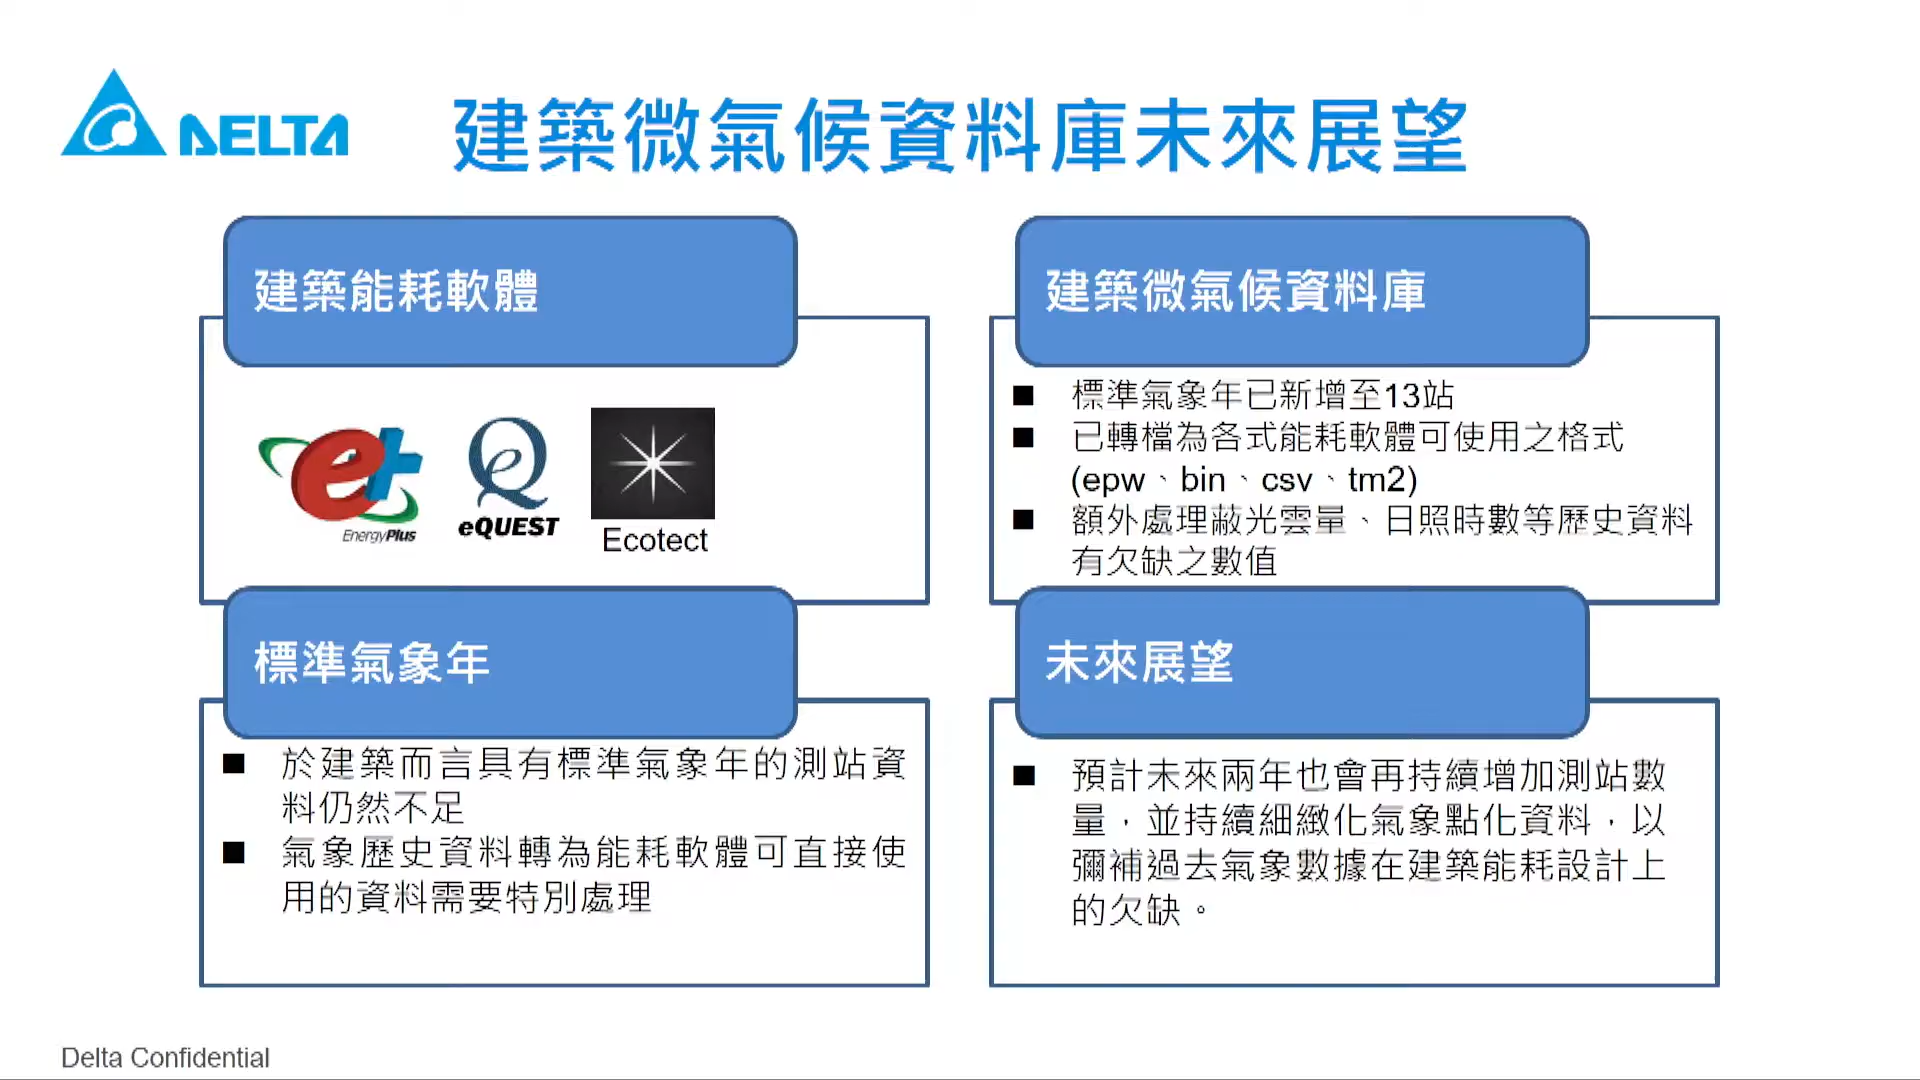 DELTA
建築微氣候資料庫未來展望
建築能耗軟體
EnergyPlus
eQUEST
Ecotect
建築微氣候資料庫
標準氣象年已新增至13站
已轉檔為各式能耗軟體可使用之格式
(epw、bin、csv、tm2)
額外處理蔽光雲量、日照時數等歷史資料
有欠缺之數值
標準氣象年
於建築而言具有標準氣象年的測站資
料仍然不足
氣象歷史資料轉為能耗軟體可直接使
用的資料需要特別處理
未來展望
預計未來兩年也會再持續增加測站數
量，並持續細緻化氣象點化資料，以
彌補過去氣象數據在建築能耗設計上
的欠缺。
Delta Confidential